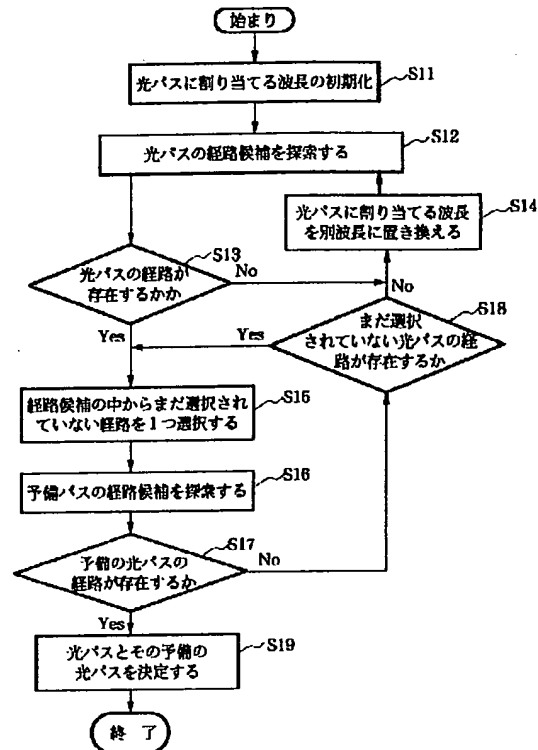 始まり
光パスに割り当てる波長の初期化
S11
光パスの経路候補を探索する
S12
光パスに割り当てる波長
を別波長に置き換える
S14
光パスの経路が
存在するかか
S13
No
Yes
まだ選択
されていない光パスの経
路が存在するか
S18
No
Yes
経路候補の中からまだ選択され
ていない経路を1つ選択する
S15
予備パスの経路候補を探索する
S16
予備の光パスの
経路が存在するか
S17
No
Yes
光パスとその予備の
光パスを決定する
S19
終 了